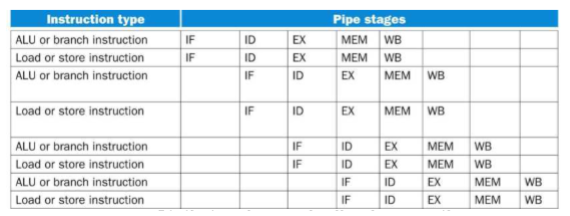 Instruction type Pipe stages
ALU or branch instruction IF ID EX MEM WB
Load or store instruction IF ID EX MEM WB
ALU or branch instruction IF ID EX MEM WB
Load or store instruction IF ID EX MEM WB
ALU or branch instruction IF ID EX MEM WB
Load or store instruction IF ID EX MEM WB
ALU or branch instruction IF ID EX MEM WB
Load or store instruction IF ID EX MEM WB